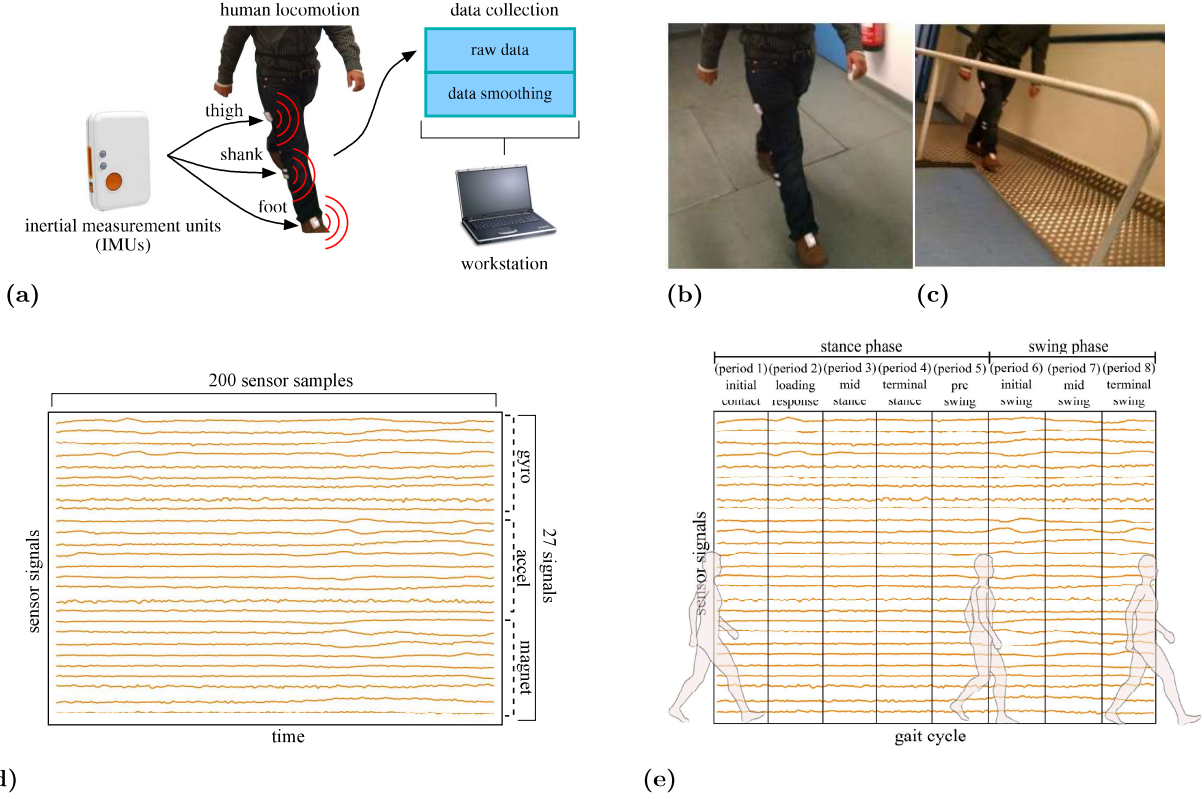 human locomotion
data collection
raw data
data smoothing
thigh
shank
foot
inertial measurement units
(IMUs)
workstation
(a)
(b)
(c)
200 sensor samples
sensor signals
gyro
accel
magnet
27 signals
time
d)
stance phase
swing phase
(period 1) (period 2) (period 3) (period 4) (period 5) (period 6) (period 7) (period 8)
initial loading mid terminal pre initial mid terminal
contact response stance stance swing swing swing swing
sensor signals
gait cycle
(e)